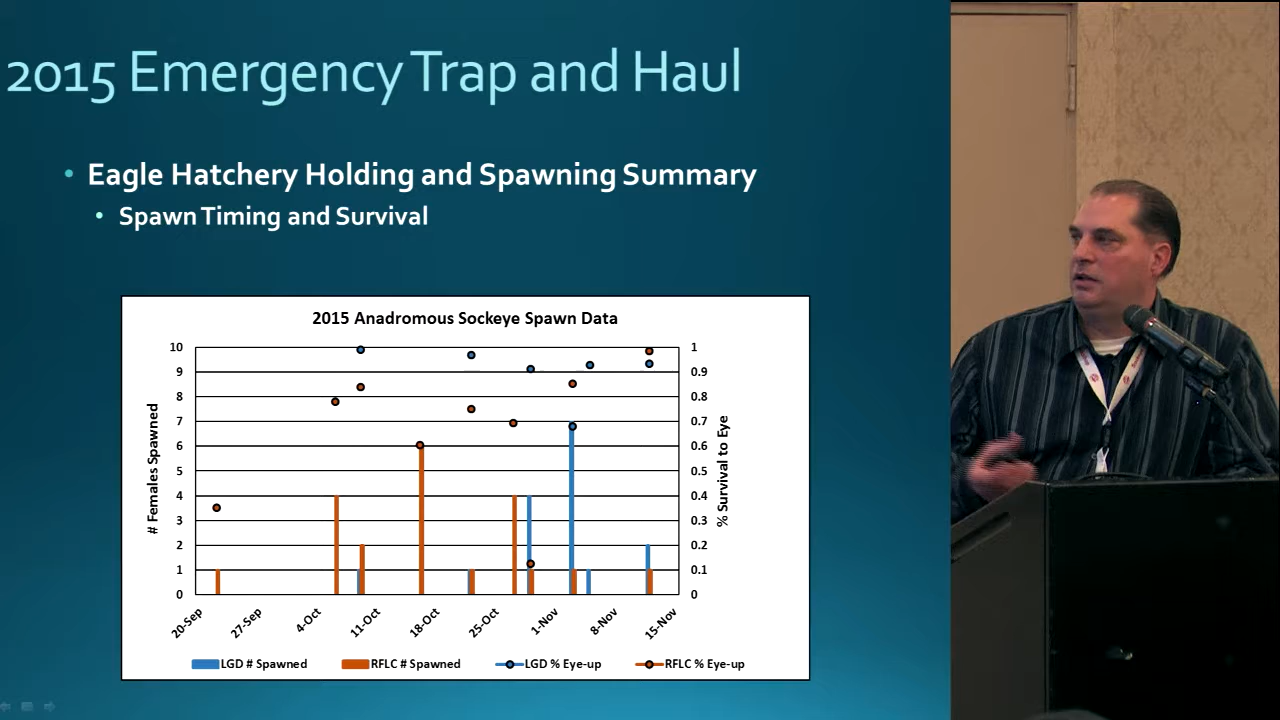 2015 Emergency Trap and Haul
• Eagle Hatchery Holding and Spawning Summary
• Spawn Timing and Survival
2015 Anadromous Sockeye Spawn Data
# Females Spawned
10
9
8
7
6
5
4
3
2
1
0
1
0.9
0.8
0.7
0.6
0.5
0.4
0.3
0.2
0.1
0
% Survival to Eye
20-Sep 27-Sep 4-Oct 11-Oct 18-Oct 25-Oct 1-Nov 8-Nov 15-Nov
LGD # Spawned RFLC # Spawned LGD % Eye-up RFLC % Eye-up